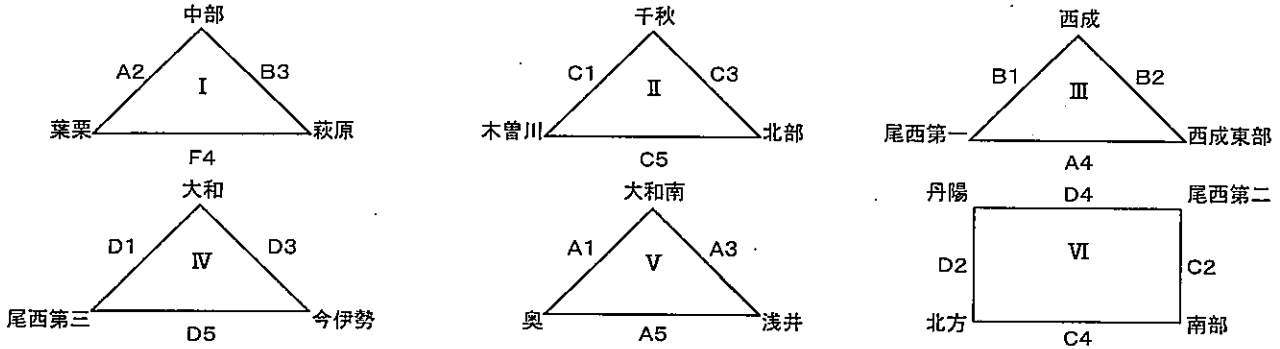 中部
千秋
西成
A2 B3
C1 C3
B1 B2
Ⅰ
Ⅱ
Ⅲ
葉栗 萩原
木曽川 北部
尾西第一 西成東部
F4
C5
A4
大和
大和南
丹陽 D4 尾西第二
D1 D3
A1 A3
Ⅳ
Ⅴ
Ⅵ
D2 C2
尾西第三 今伊勢
奥 浅井
北方 南部
D5
A5
C4